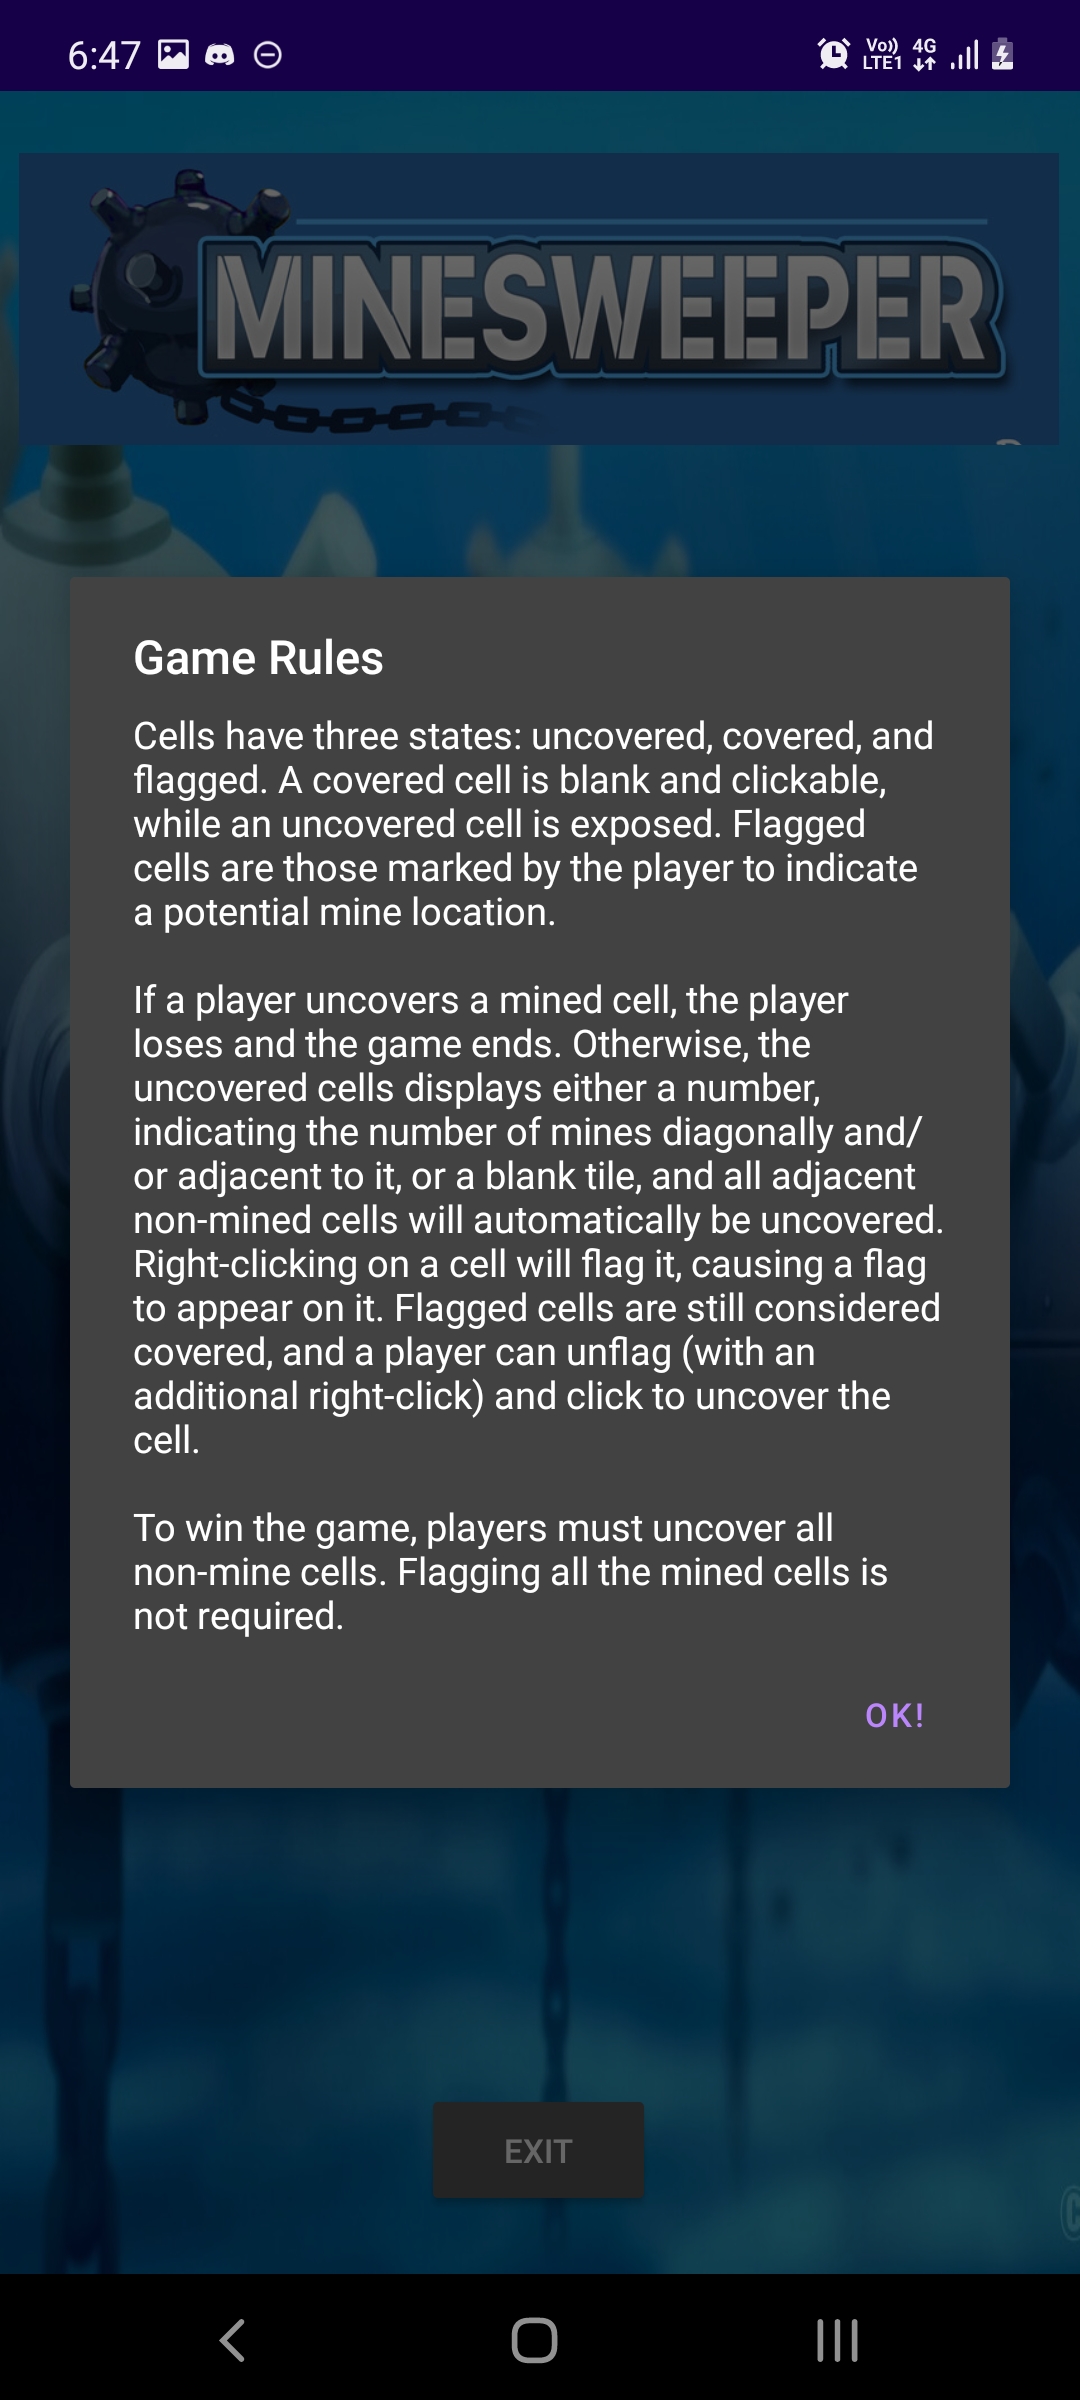 6:47
Vo)) 4G
LTE1
MINESWEEPER
Game Rules
Cells have three states: uncovered, covered, and
flagged. A covered cell is blank and clickable,
while an uncovered cell is exposed. Flagged
cells are those marked by the player to indicate
a potential mine location.
If a player uncovers a mined cell, the player
loses and the game ends. Otherwise, the
uncovered cells displays either a number,
indicating the number of mines diagonally and/
or adjacent to it, or a blank tile, and all adjacent
non-mined cells will automatically be uncovered.
Right-clicking on a cell will flag it, causing a flag
to appear on it. Flagged cells are still considered
covered, and a player can unflag (with an
additional right-click) and click to uncover the
cell.
To win the game, players must uncover all
non-mine cells. Flagging all the mined cells is
not required.
OK!
EXIT